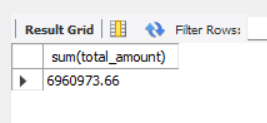 Result Grid Filter Rows:
sum(total_amount)
6960973.66